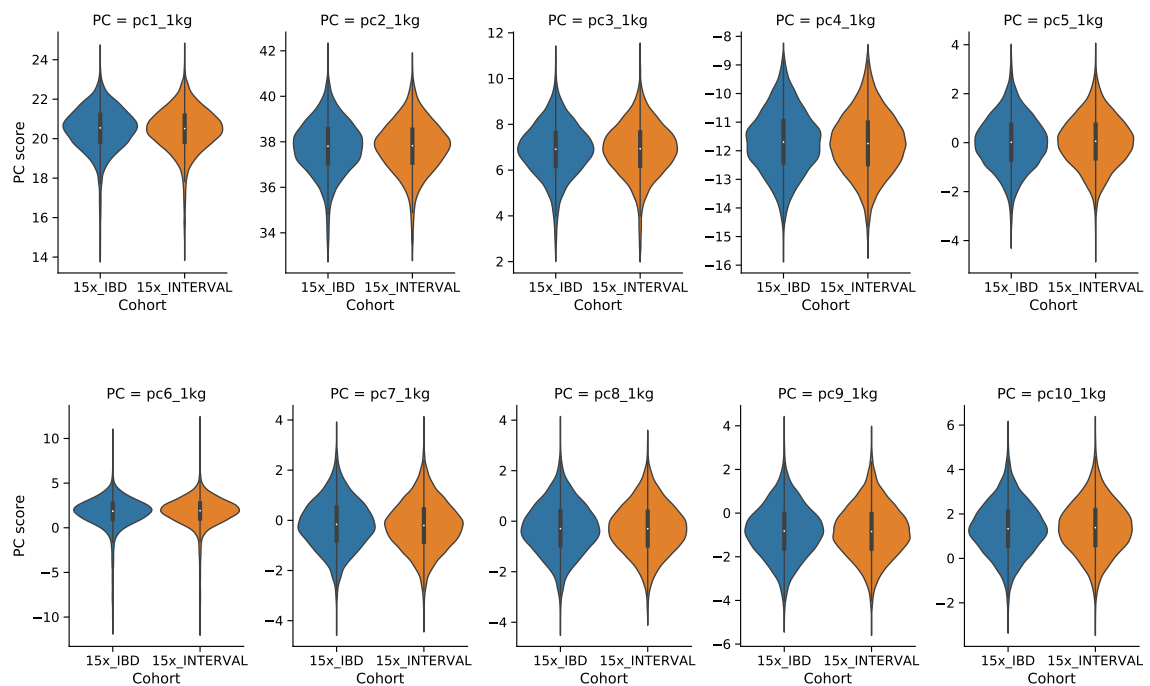 PC = pc1_1kg PC = pc2_1kg PC = pc3_1kg PC = pc4_1kg PC = pc5_1kg
24 22 20 18 16 14
PC score
42 40 38 36 34
12 10 8 6 4 2
−8 −9 −10 −11 −12 −13 −14 −15 −16
4 2 0 −2 −4
15x_IBD 15x_INTERVAL 15x_IBD 15x_INTERVAL 15x_IBD 15x_INTERVAL 15x_IBD 15x_INTERVAL 15x_IBD 15x_INTERVAL
Cohort Cohort Cohort Cohort Cohort
PC = pc6_1kg PC = pc7_1kg PC = pc8_1kg PC = pc9_1kg PC = pc10_1kg
10 5 0 −5 −10
PC score
4 2 0 −2 −4
4 2 0 −2 −4
4 2 0 −2 −4 −6
6 4 2 0 −2
15x_IBD 15x_INTERVAL 15x_IBD 15x_INTERVAL 15x_IBD 15x_INTERVAL 15x_IBD 15x_INTERVAL 15x_IBD 15x_INTERVAL
Cohort Cohort Cohort Cohort Cohort